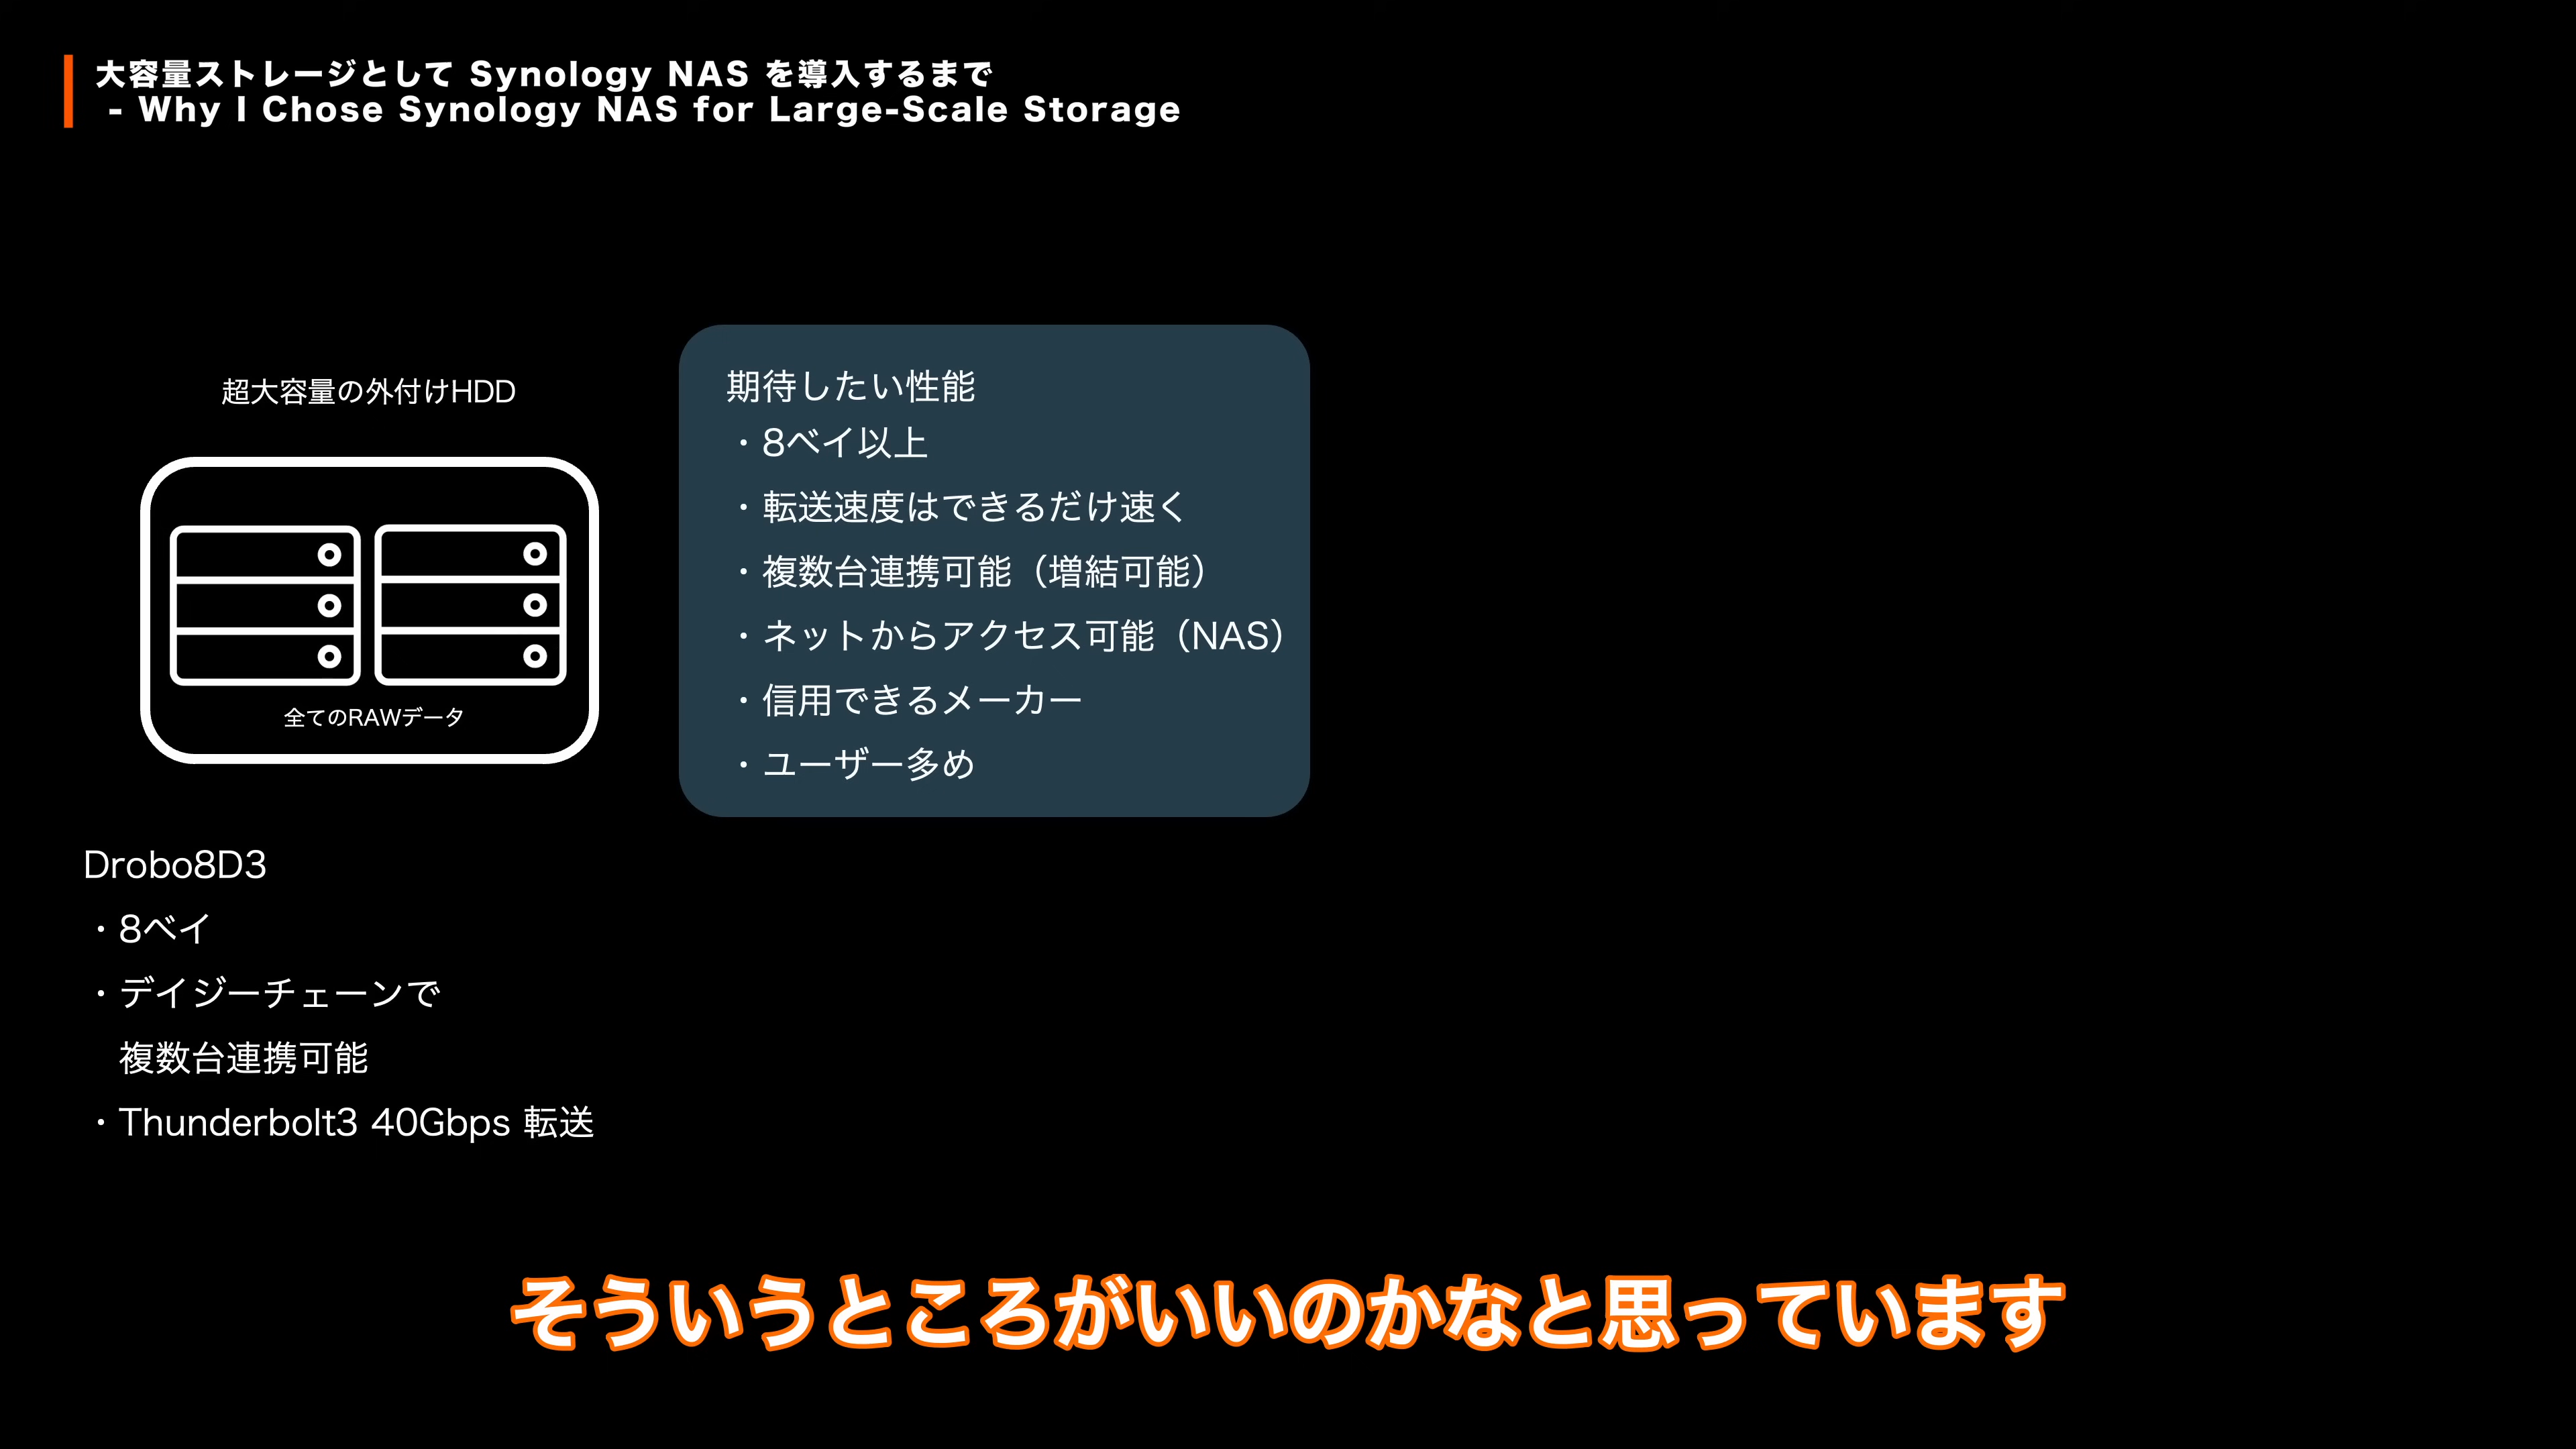 大容量ストレージとして Synology NAS を導入するまで
- Why I Chose Synology NAS for Large-Scale Storage
超大容量の外付けHDD
全てのRAWデータ
期待したい性能
・8ベイ以上
・転送速度はできるだけ速く
・複数台連携可能（増結可能）
・ネットからアクセス可能（NAS）
・信用できるメーカー
・ユーザー多め
Drobo8D3
・8ベイ
・デイジーチェーンで
複数台連携可能
・Thunderbolt3 40Gbps 転送
そういうところがいいのかなと思っています